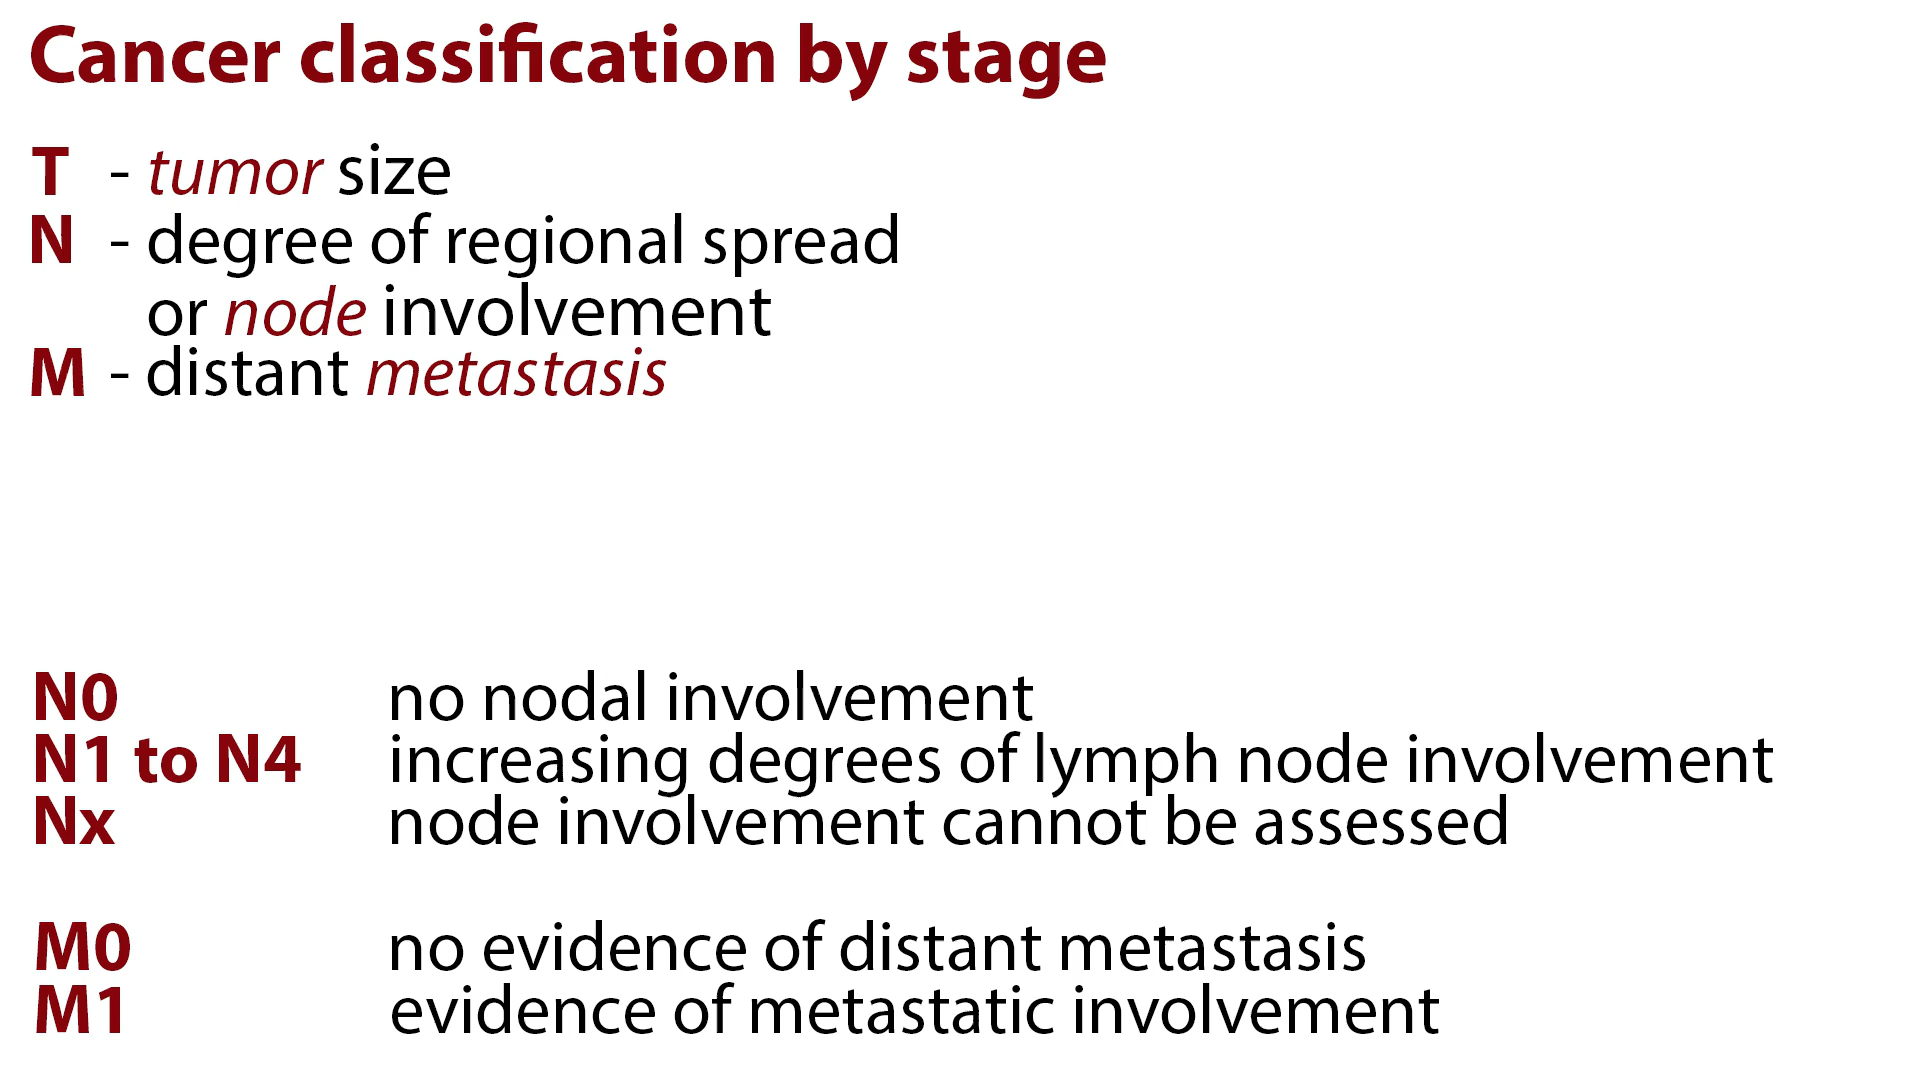 Cancer classification by stage
T - tumor size
N - degree of regional spread
or node involvement
M - distant metastasis
N0 no nodal involvement
N1 to N4 increasing degrees of lymph node involvement
Nx node involvement cannot be assessed
M0 no evidence of distant metastasis
M1 evidence of metastatic involvement